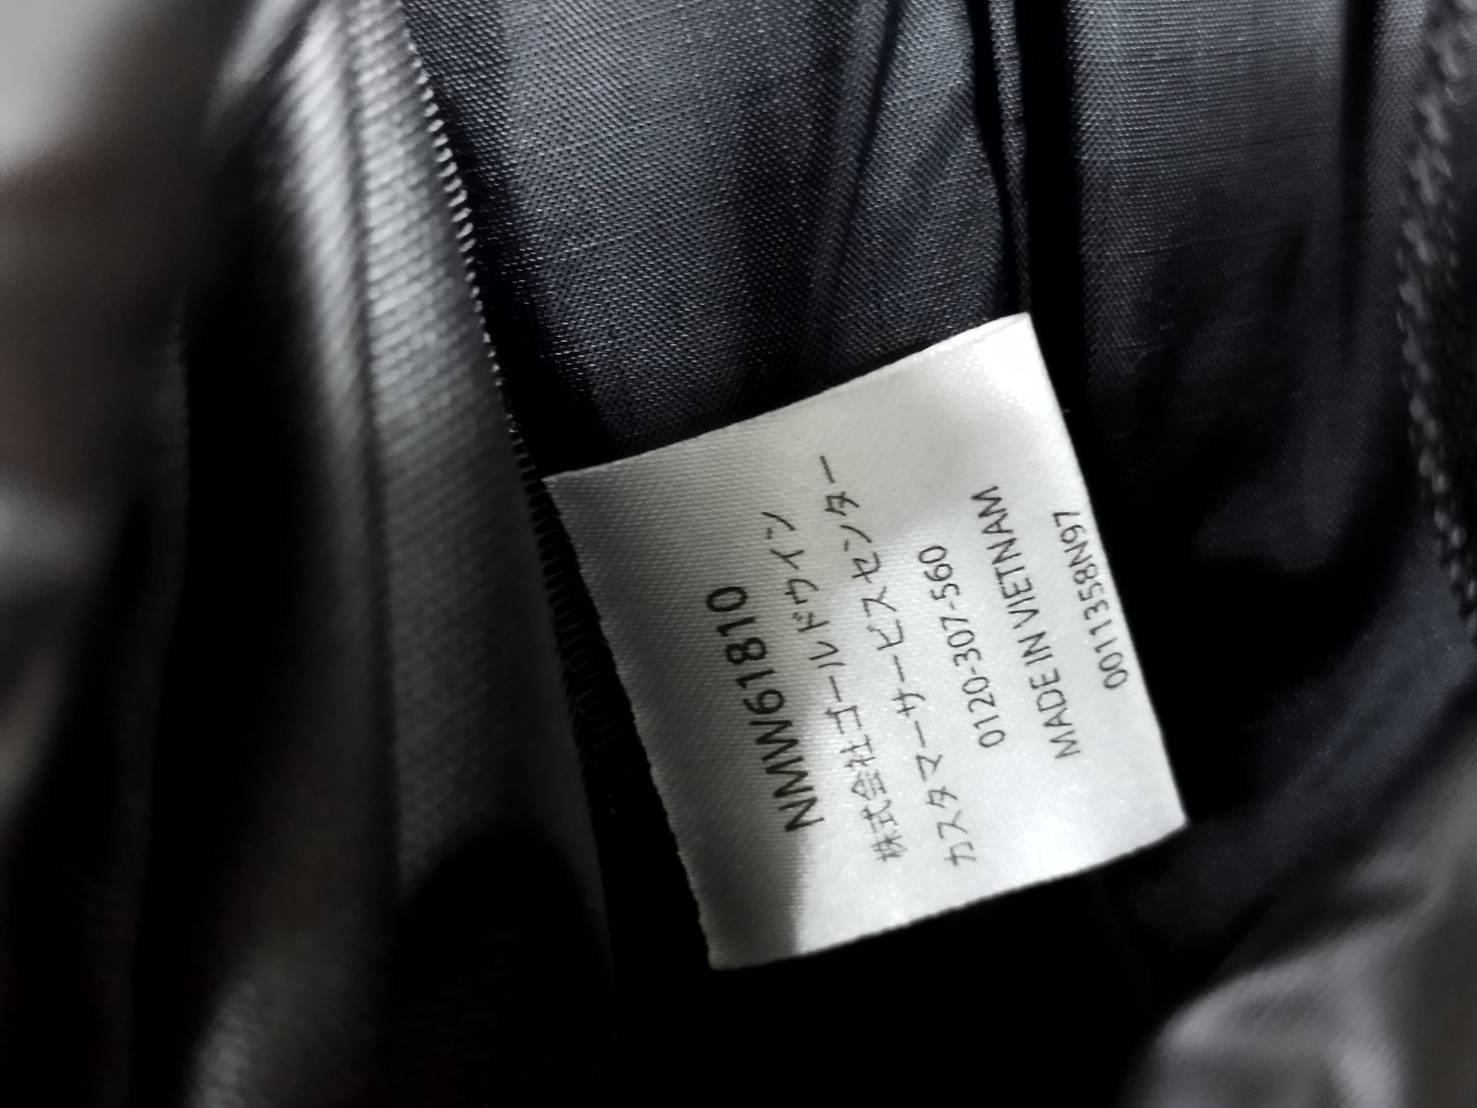 NMW61810
株式会社ゴールドウイン
カスタマーサービスセンター
0120-307-560
MADE IN VIETNAM
0011358N97